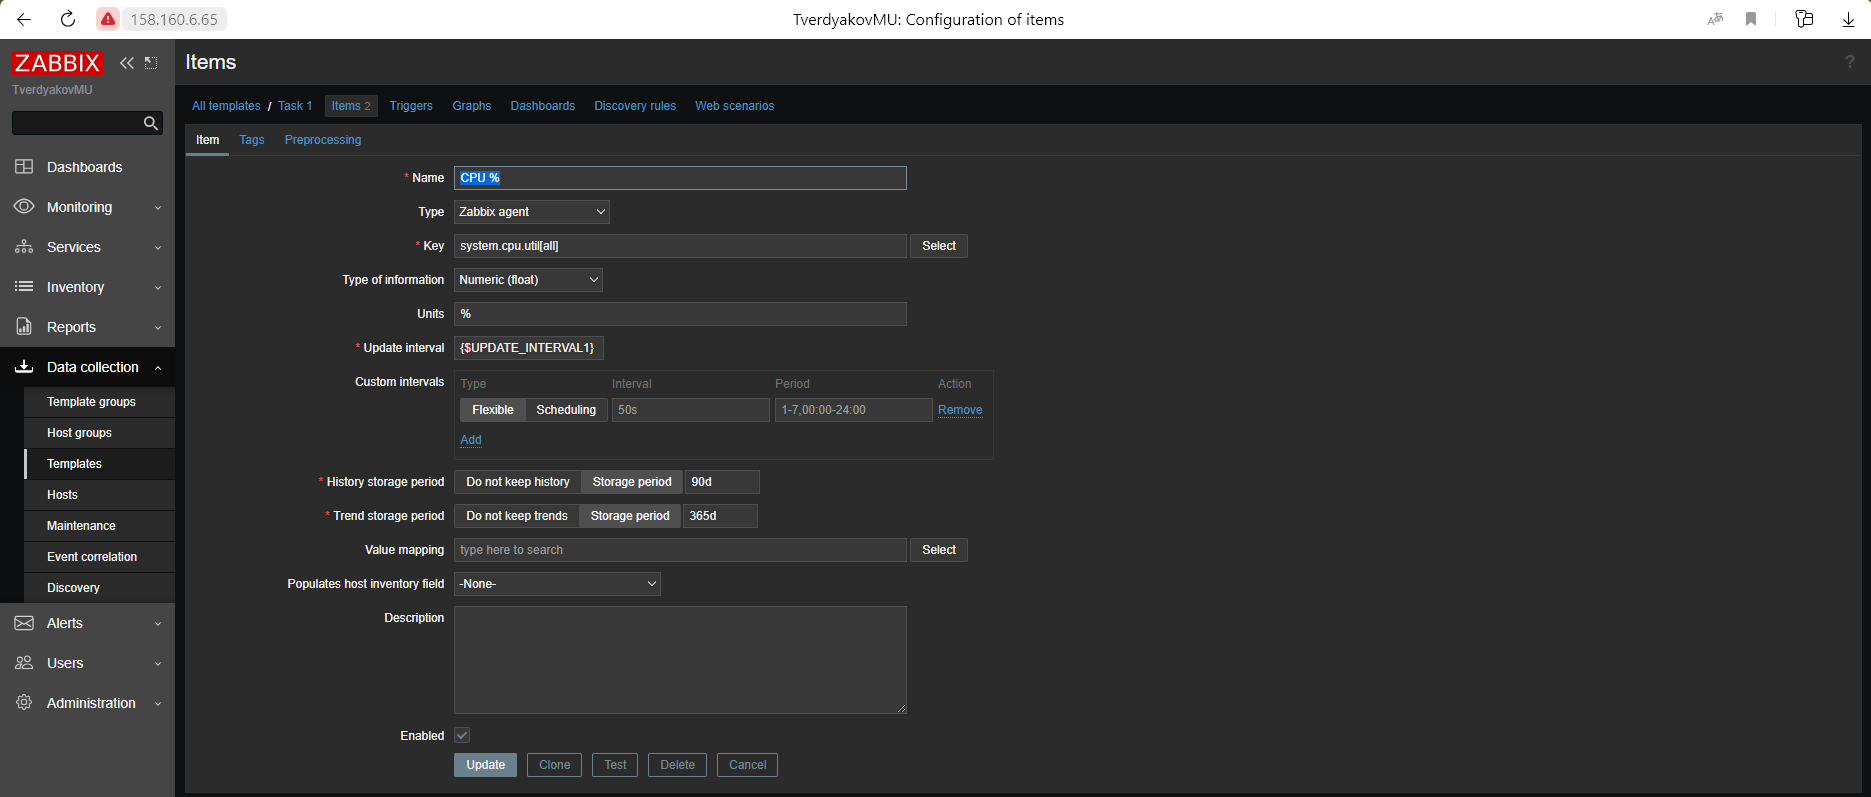 158.160.6.65
TverdyakovMU: Configuration of items
ZABBIX
TverdyakovMU
Dashboards
Monitoring
Services
Inventory
Reports
Data collection
Template groups
Host groups
Templates
Hosts
Maintenance
Event correlation
Discovery
Alerts
Users
Administration
Items
?
All templates / Task 1 Items 2 Triggers Graphs Dashboards Discovery rules Web scenarios
Item Tags Preprocessing
* Name CPU %
Type Zabbix agent
* Key system.cpu.util[all] Select
Type of information Numeric (float)
Units %
* Update interval {$UPDATE_INTERVAL1}
Custom intervals Type Interval Period Action
Flexible Scheduling 50s 1-7,00:00-24:00 Remove
Add
* History storage period Do not keep history Storage period 90d
* Trend storage period Do not keep trends Storage period 365d
Value mapping type here to search Select
Populates host inventory field -None-
Description
Enabled
Update Clone Test Delete Cancel